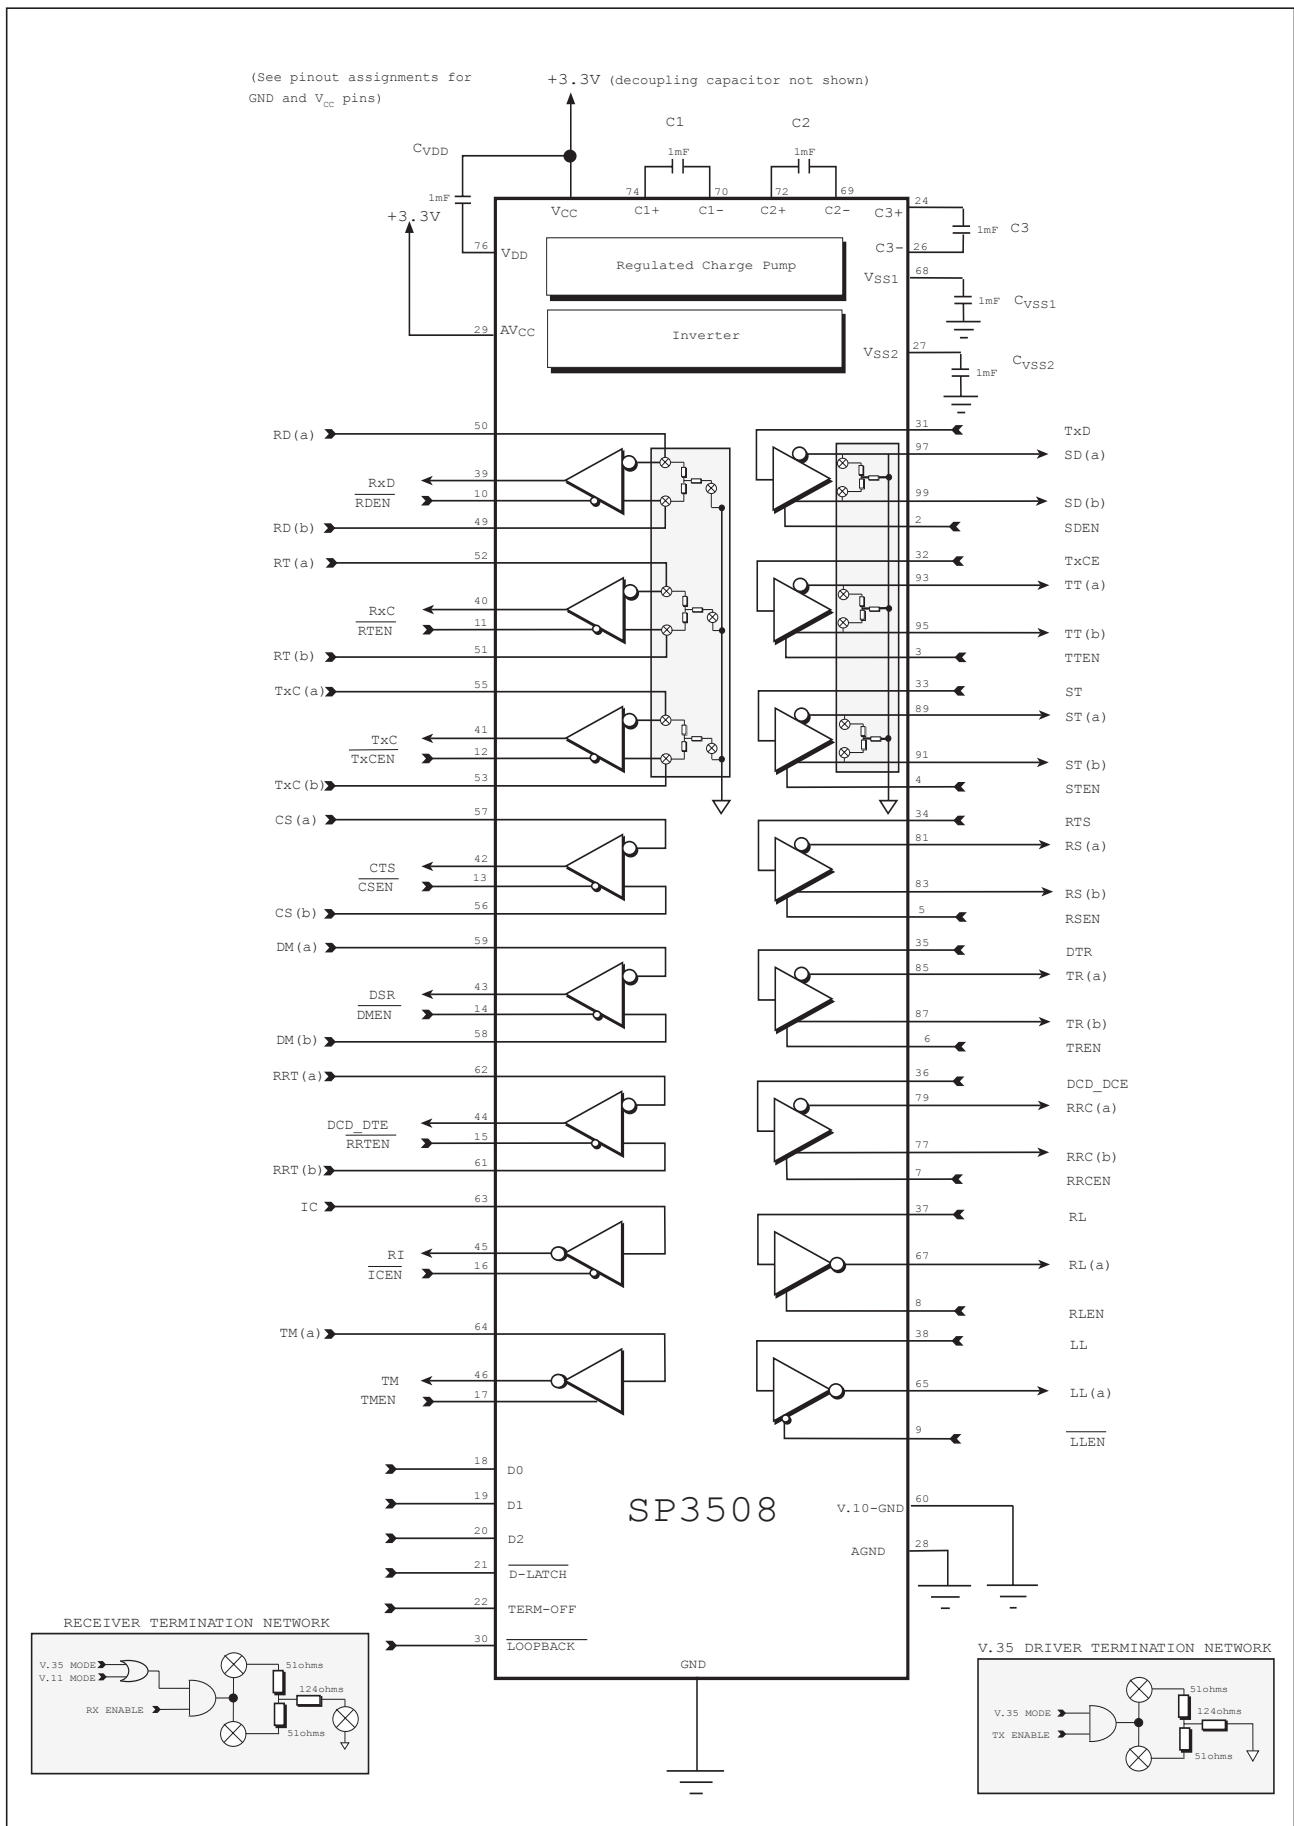 (See pinout assignments for
GND and VCC pins)
+3.3V (decoupling capacitor not shown)
C1
C2
CVDD
1mF
1mF
1mF
+3.3V
74
70
72
69
24
VCC
C1+
C1-
C2+
C2-
C3+
1mF C3
76
VDD
C3-
26
Regulated Charge Pump
VSS1
68
1mF CVSS1
29
AVCC
Inverter
VSS2
27
1mF CVSS2
RD(a)
50
31
TxD
97
SD(a)
RxD
39
RDEN
10
99
SD(b)
RD(b)
49
2
SDEN
RT(a)
52
32
TxCE
93
TT(a)
RxC
40
RTEN
11
95
TT(b)
RT(b)
51
3
TTEN
TxC(a)
55
33
ST
89
ST(a)
TxC
41
TxCEN
12
91
ST(b)
TxC(b)
53
4
STEN
CS(a)
57
34
RTS
81
RS(a)
CTS
42
CSEN
13
83
RS(b)
CS(b)
56
5
RSEN
DM(a)
59
35
DTR
85
TR(a)
DSR
43
DMEN
14
87
TR(b)
DM(b)
58
6
TREN
RRT(a)
62
36
DCD_DCE
79
RRC(a)
DCD_DTE
44
RRTEN
15
77
RRC(b)
RRT(b)
61
7
RRCEN
IC
63
37
RL
RI
45
67
RL(a)
ICEN
16
8
RLEN
TM(a)
64
38
LL
TM
46
65
LL(a)
TMEN
17
9
LLEN
18
D0
19
D1
SP3508
V.10-GND
60
20
D2
AGND
28
21
D-LATCH
22
TERM-OFF
30
LOOPBACK
GND
RECEIVER TERMINATION NETWORK
V.35 MODE
V.11 MODE
RX ENABLE
51ohms
124ohms
51ohms
V.35 DRIVER TERMINATION NETWORK
V.35 MODE
TX ENABLE
51ohms
124ohms
51ohms